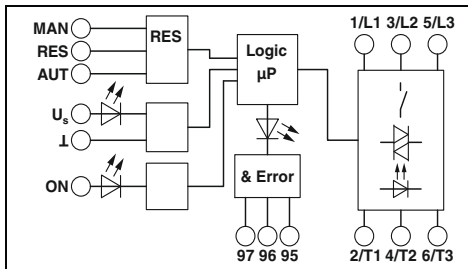 MAN
RES
AUT
Us
⊥
ON
RES
Logic
µP
& Error
97 96 95
1/L1 3/L2 5/L3
2/T1 4/T2 6/T3